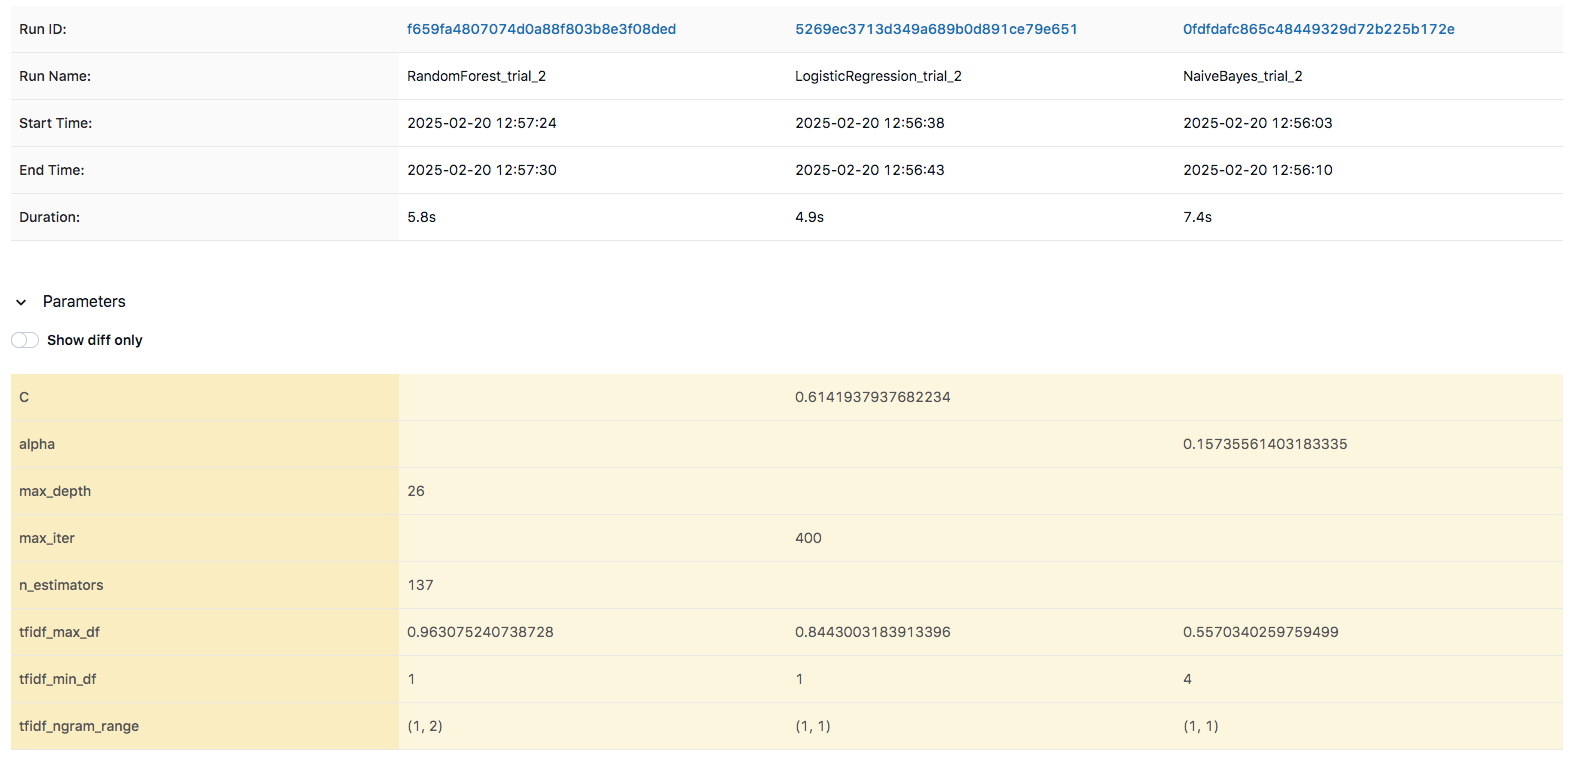 Run ID: f659fa4807074d0a88f803b8e3f08ded 5269ec3713d349a689b0d891ce79e651 0fdfdafc865c48449329d72b225b172e
Run Name: RandomForest_trial_2 LogisticRegression_trial_2 NaiveBayes_trial_2
Start Time: 2025-02-20 12:57:24 2025-02-20 12:56:38 2025-02-20 12:56:03
End Time: 2025-02-20 12:57:30 2025-02-20 12:56:43 2025-02-20 12:56:10
Duration: 5.8s 4.9s 7.4s
Parameters
Show diff only
C 0.6141937937682234
alpha 0.15735561403183335
max_depth 26
max_iter 400
n_estimators 137
tfidf_max_df 0.963075240738728 0.8443003183913396 0.5570340259759499
tfidf_min_df 1 1 4
tfidf_ngram_range (1, 2) (1, 1) (1, 1)